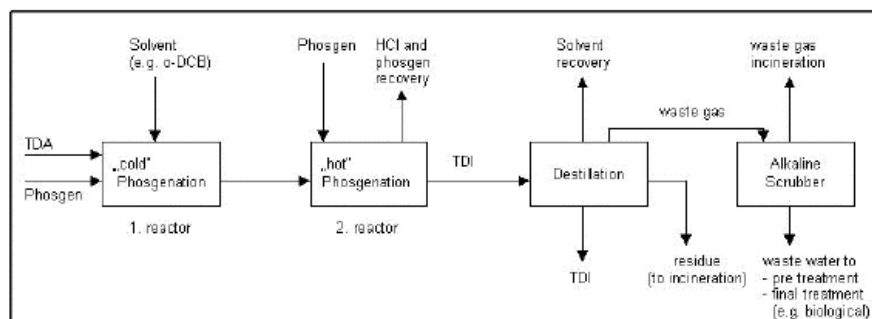 Solvent
(e.g. o-DCB)
Phosgen
HCl and
phosgen
recovery
Solvent
recovery
waste gas
incineration
waste gas
TDA
Phosgen
„cold"
Phosgenation
„hot"
Phosgenation
TDI
Destillation
Alkaline
Scrubber
1. reactor
2. reactor
TDI
residue
(to incineration)
waste water to
- pre treatment
- final treatment
(e.g. biological)